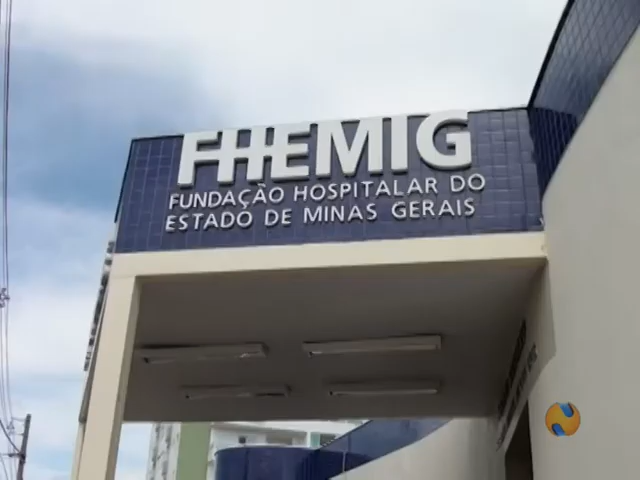 FHEMIG
FUNDAÇÃO HOSPITALAR DO
ESTADO DE MINAS GERAIS